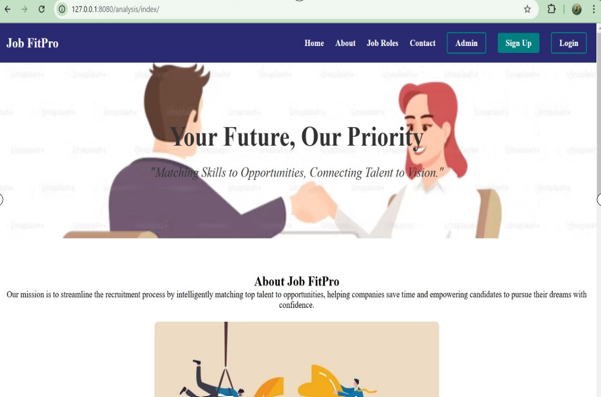 127.0.0.1:8080/analysis/index/
Job FitPro
Home About Job Roles Contact Admin Sign Up Login
Your Future, Our Priority
"Matching Skills to Opportunities, Connecting Talent to Vision."
About Job FitPro
Our mission is to streamline the recruitment process by intelligently matching top talent to opportunities, helping companies save time and empowering candidates to pursue their dreams with
confidence.